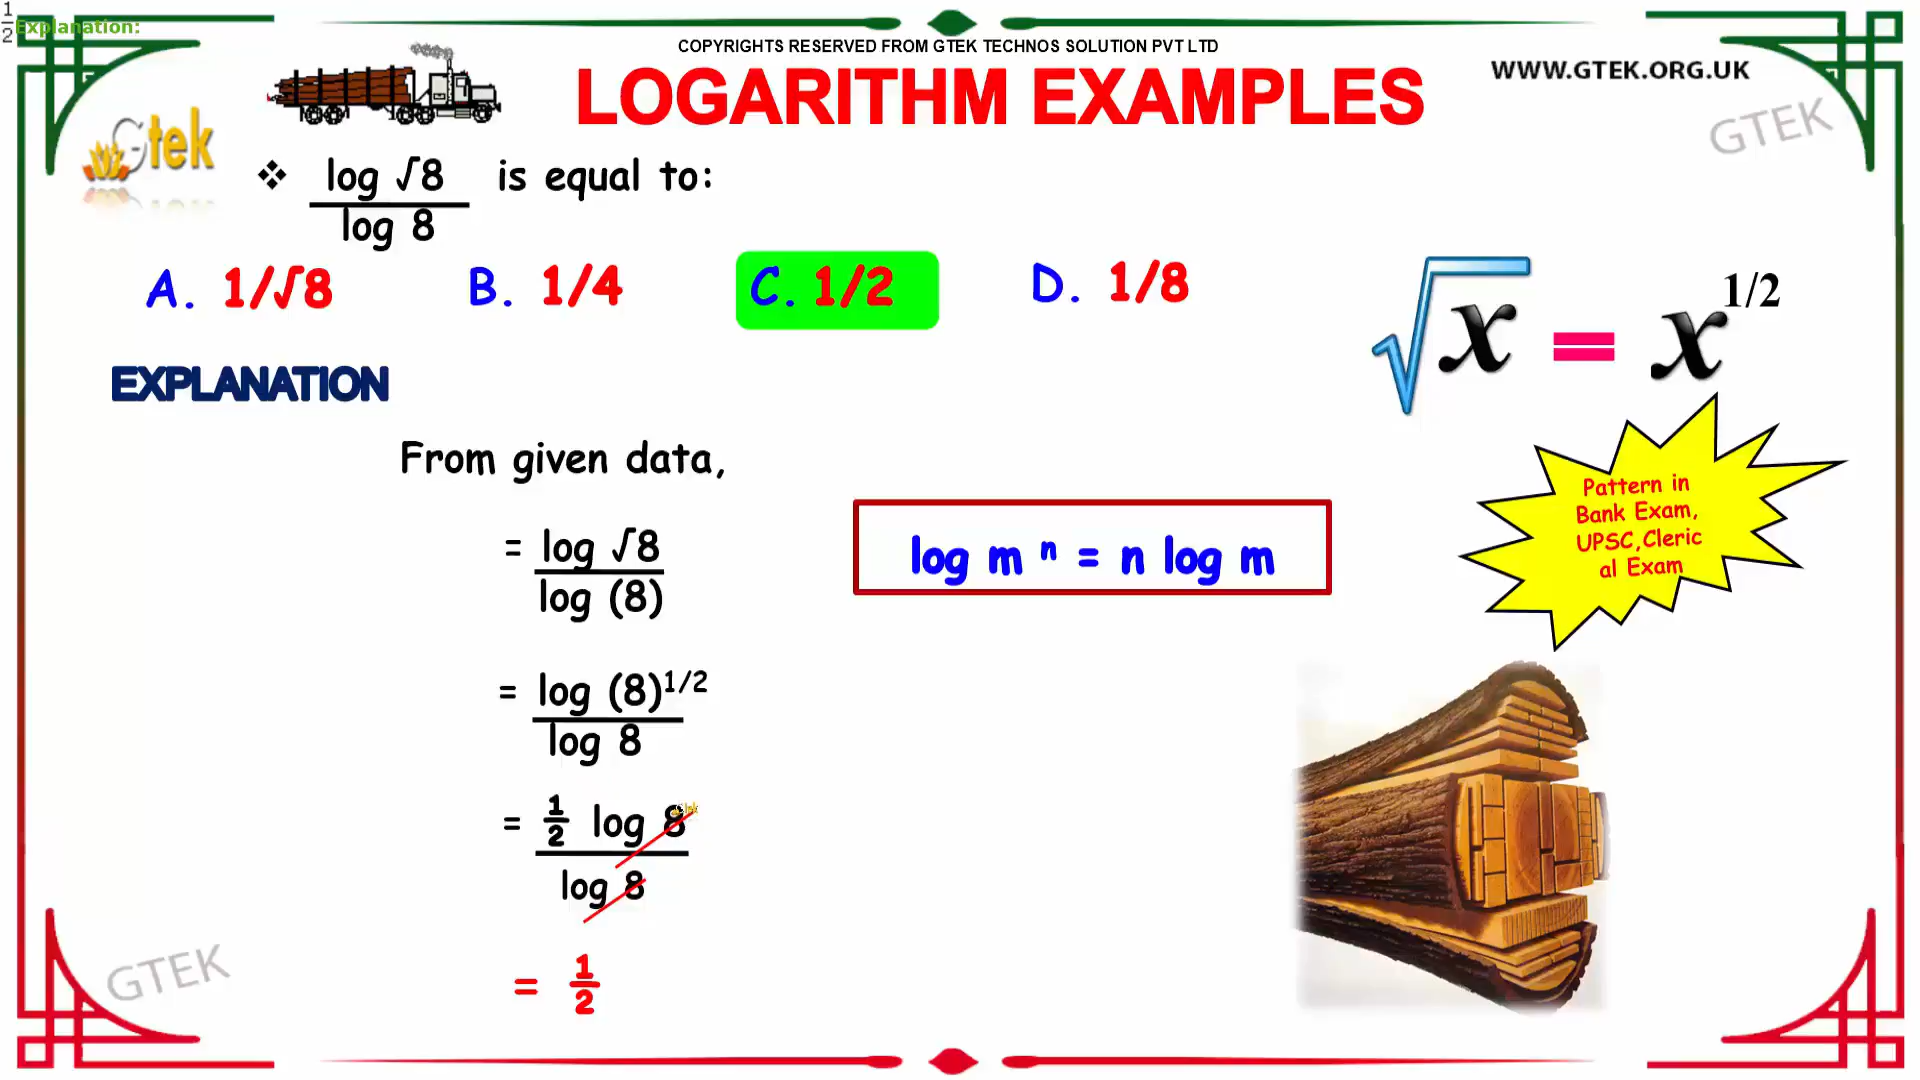 1
2
Explanation:
COPYRIGHTS RESERVED FROM GTEK TECHNOS SOLUTION PVT LTD
WWW.GTEK.ORG.UK
LOGARITHM EXAMPLES
Gtek
GTEK
❖ log √8 is equal to:
log 8
A. 1/√8 B. 1/4 C. 1/2 D. 1/8
√x = x 1/2
EXPLANATION
From given data,
Pattern in
Bank Exam,
UPSC,Cleric
al Exam
= log √8
log (8)
log m n = n log m
= log (8)1/2
log 8
= 1/2 log 8
log 8
= 1/2
GTEK